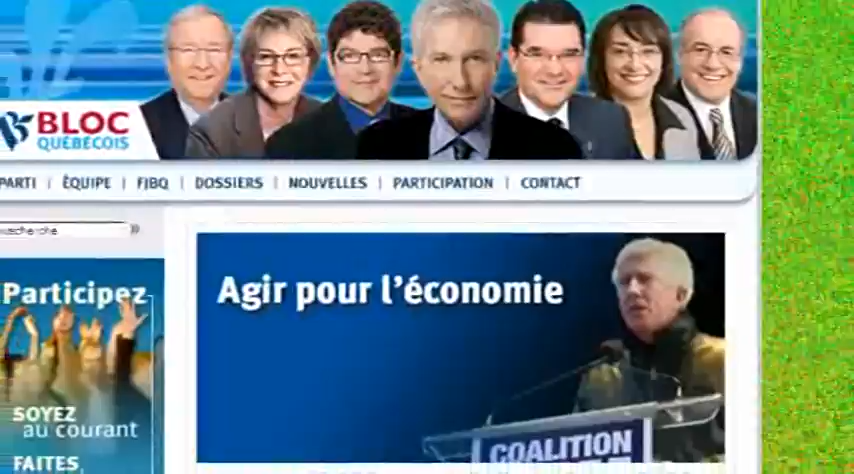 BLOC
QUÉBÉCOIS
PARTI | ÉQUIPE | FJBQ | DOSSIERS | NOUVELLES | PARTICIPATION | CONTACT
Participez
Agir pour l'économie
SOYEZ
au courant
FAITES
COALITION